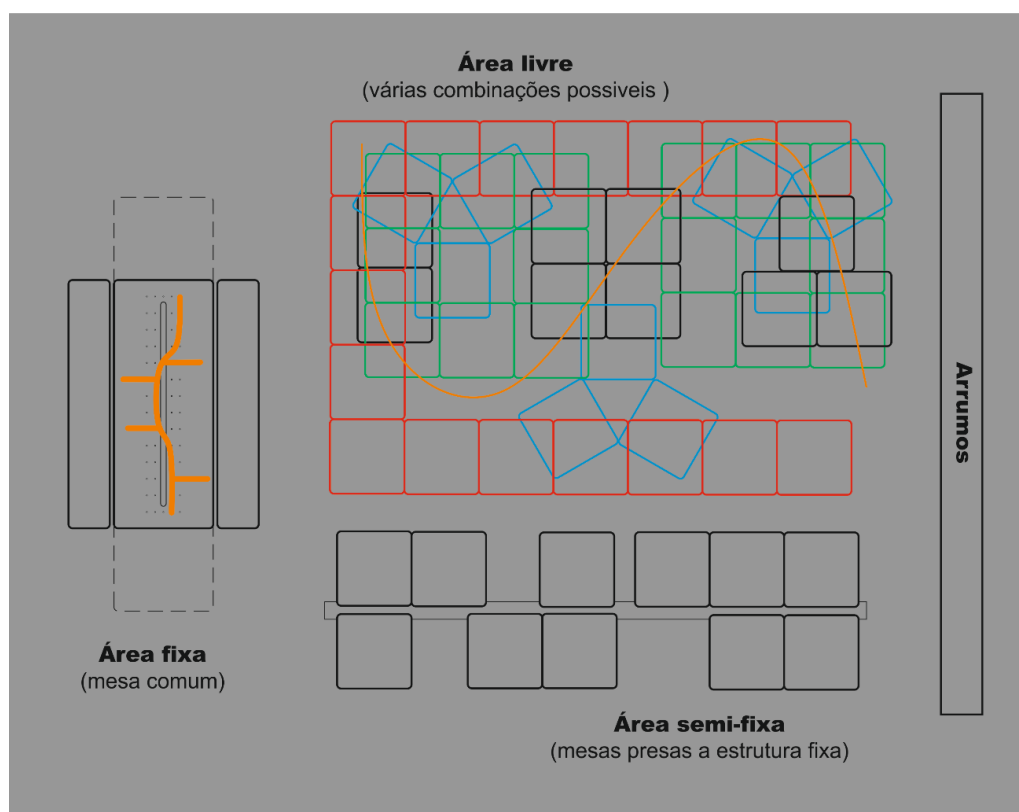 Área livre
(várias combinações possiveis )
Arrumos
Área fixa
(mesa comum)
Área semi-fixa
(mesas presas a estrutura fixa)